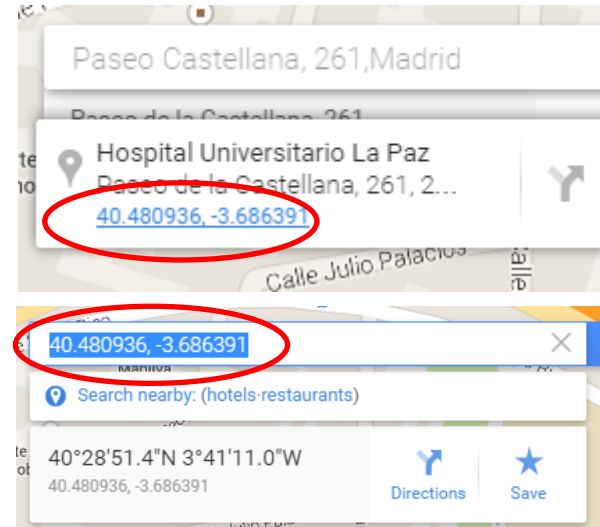 Paseo Castellana, 261,Madrid
Paseo de la Castellana, 261
Hospital Universitario La Paz
Paseo de la Castellana, 261, 2...
40.480936, -3.686391
Calle Julio Palacios
alle
40.480936, -3.686391
Search nearby: (hotels·restaurants)
40°28'51.4"N 3°41'11.0"W
40.480936, -3.686391
Directions
Save